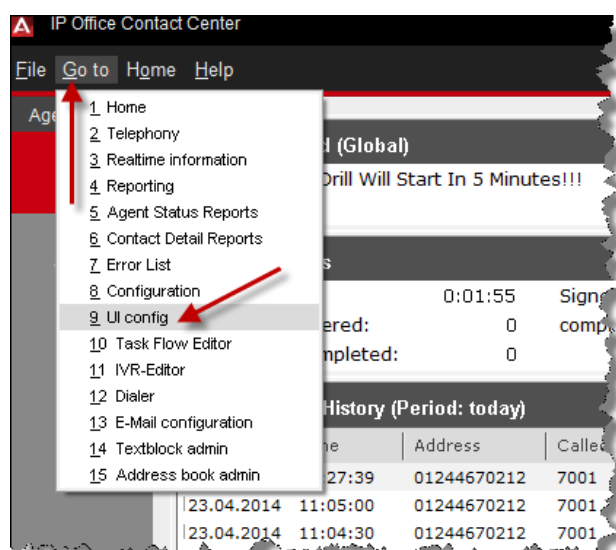 IP Office Contact Center
File Go to Home Help
Age
1 Home
2 Telephony
3 Realtime information
4 Reporting
5 Agent Status Reports
6 Contact Detail Reports
7 Error List
8 Configuration
9 UI config
10 Task Flow Editor
11 IVR-Editor
12 Dialer
13 E-Mail configuration
14 Textblock admin
15 Address book admin
(Global)
Drill Will Start In 5 Minutes!!!
s
0:01:55 Sign
ered: 0 comp
mpleted: 0
History (Period: today)
ne Address Called
:27:39 01244670212 7001
23.04.2014 11:05:00 01244670212 7001
23.04.2014 11:04:30 01244670212 7001